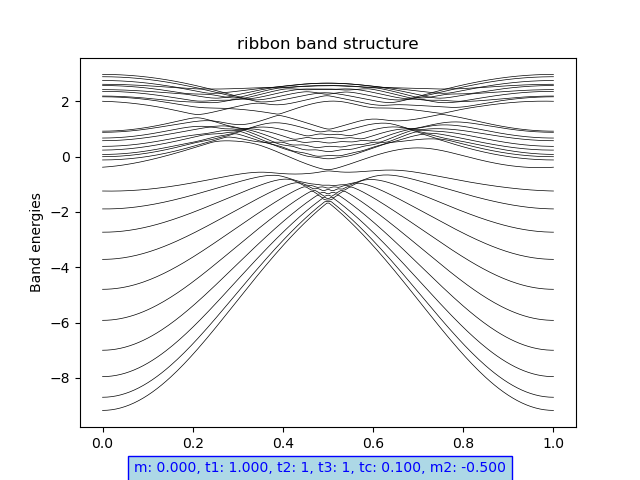 ribbon band structure
Band energies
2
0
−2
−4
−6
−8
0.0 0.2 0.4 0.6 0.8 1.0
m: 0.000, t1: 1.000, t2: 1, t3: 1, tc: 0.100, m2: -0.500